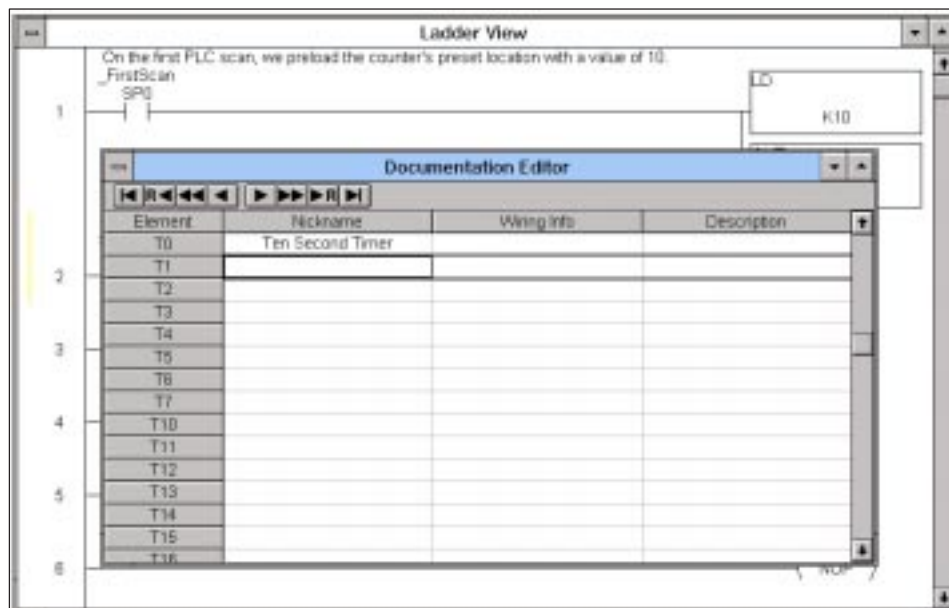 Ladder View
On the first PLC scan, we preload the counter's preset location with a value of 10.
_FirstScan
SP0
LD
K10
1
Documentation Editor
R R
Element Nickname Wiring Info Description
T0 Ten Second Timer
T1
2
T2
T3
T4
3
T5
T6
T7
4
T10
T11
T12
5
T13
T14
T15
T16
6
NOP